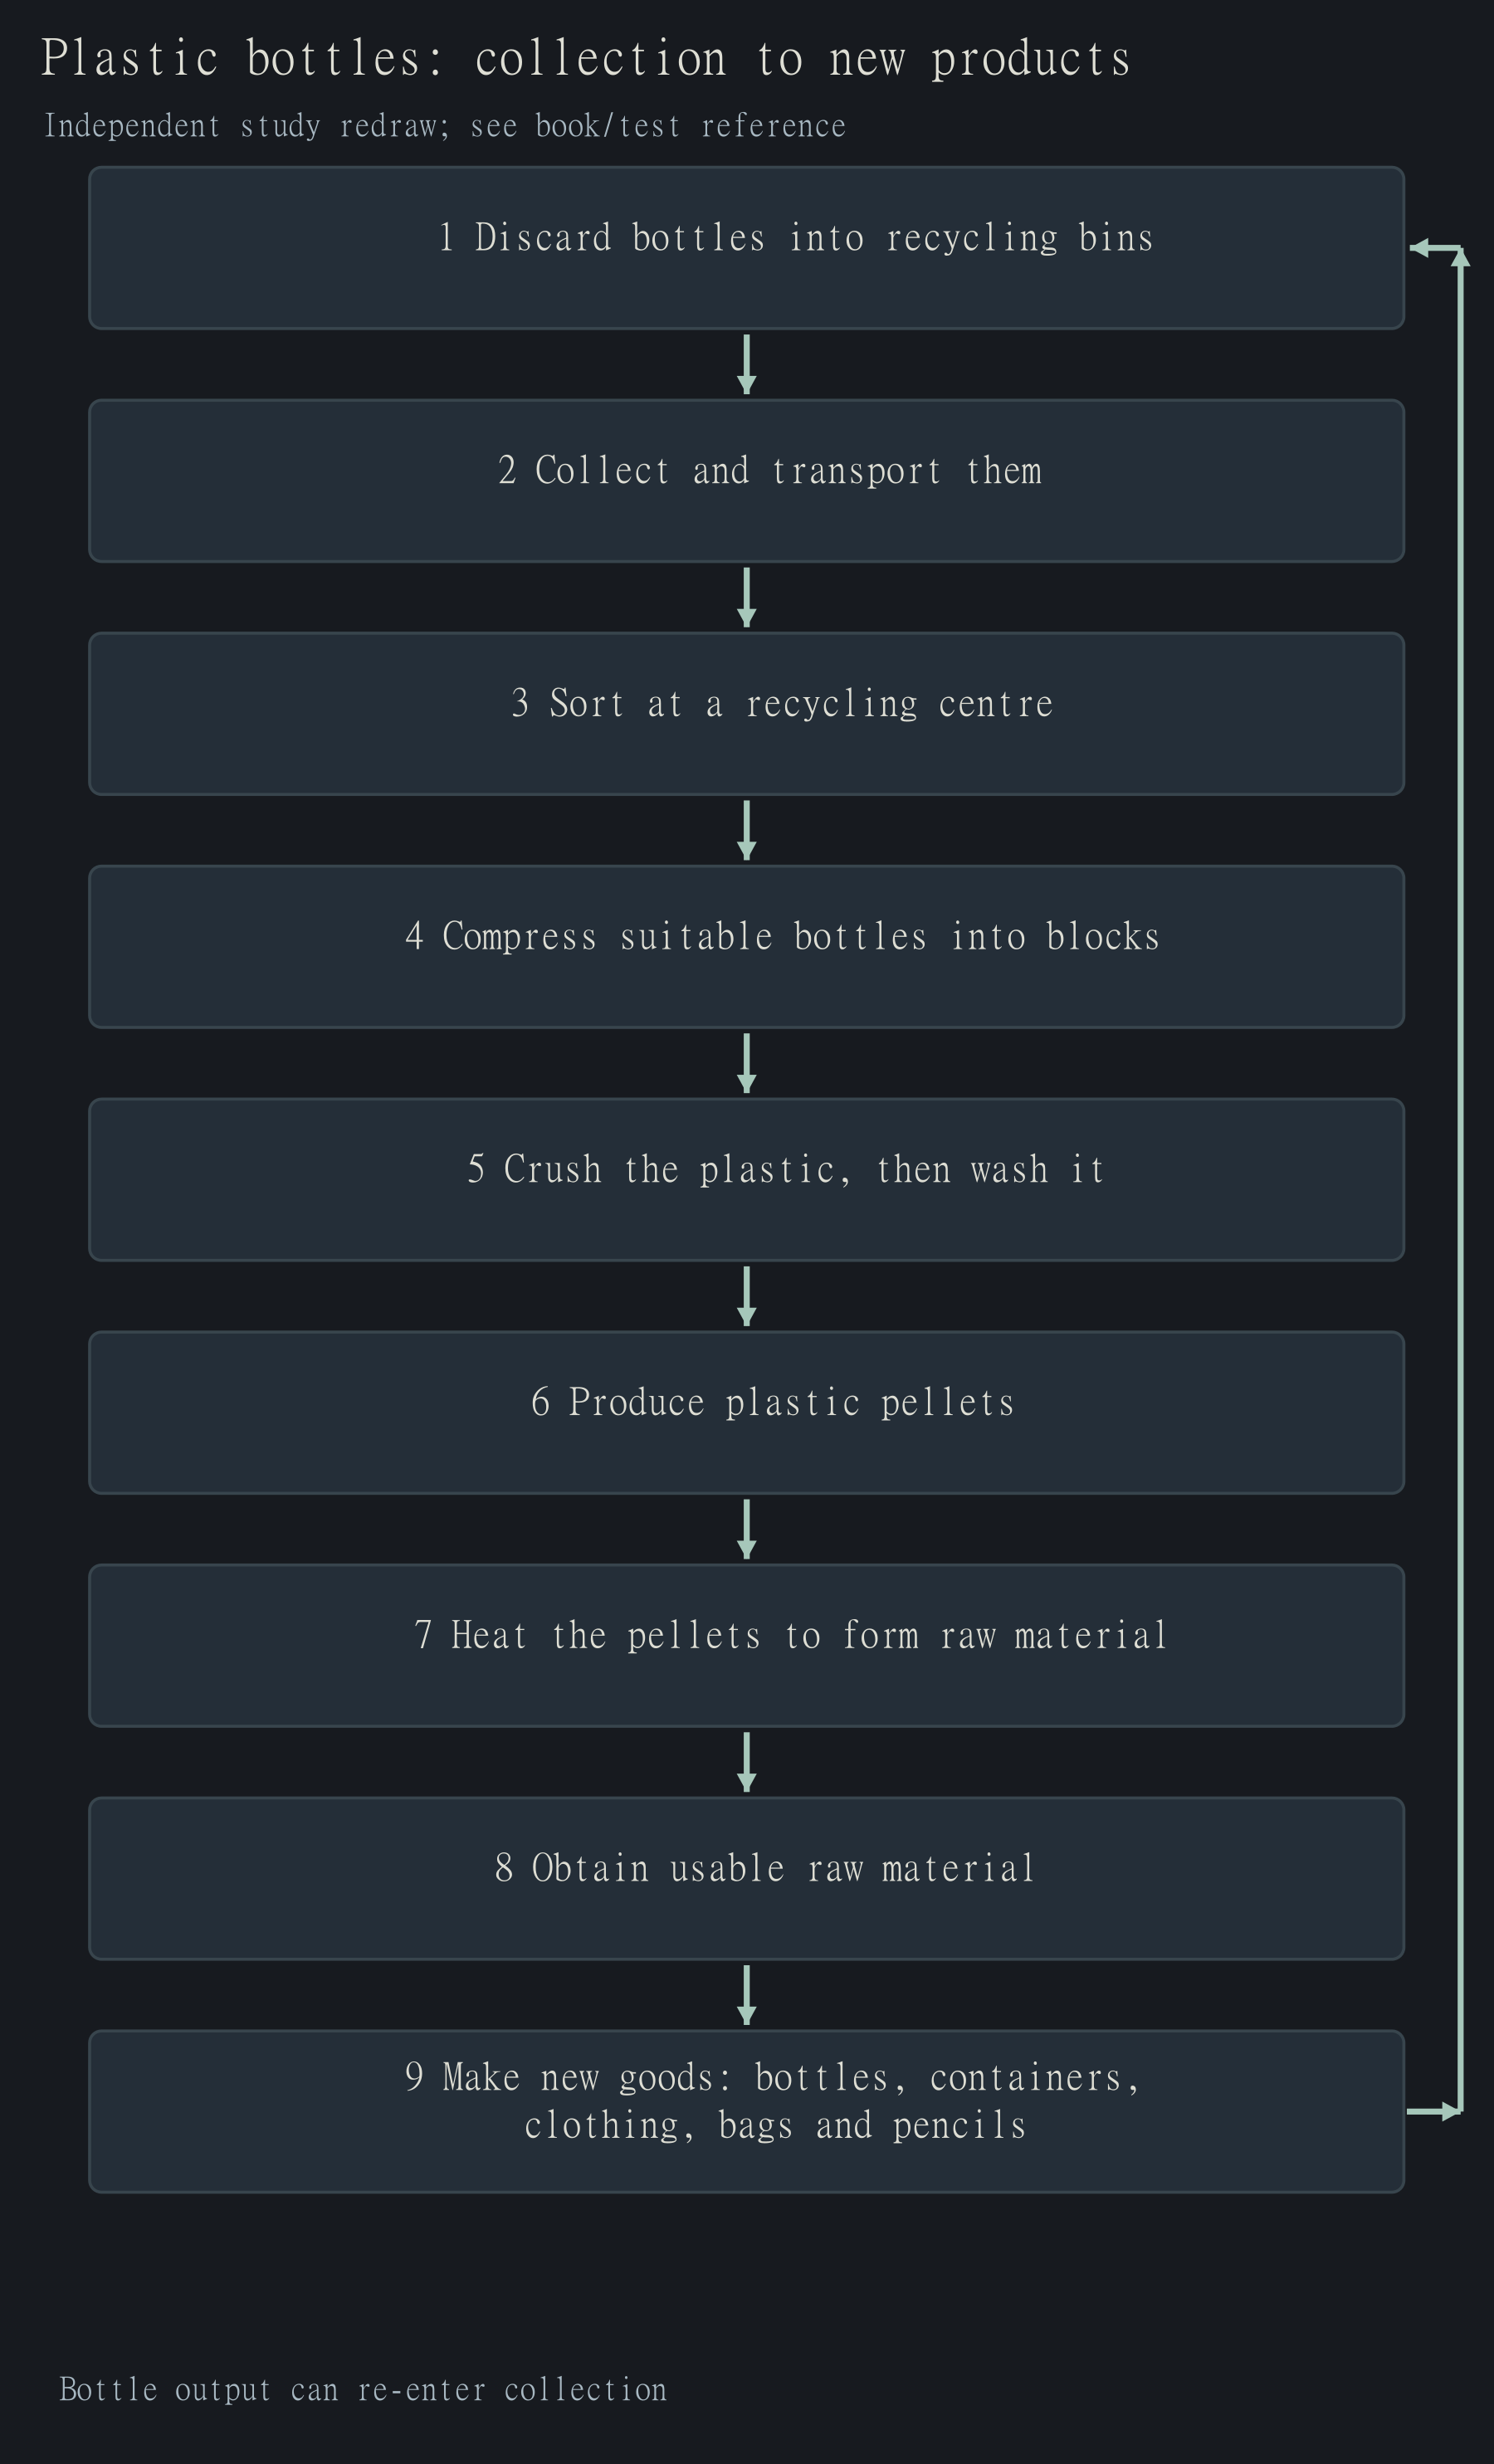 Plastic bottles: collection to new products
Independent study redraw; see book/test reference
1 Discard bottles into recycling bins
2 Collect and transport them
3 Sort at a recycling centre
4 Compress suitable bottles into blocks
5 Crush the plastic, then wash it
6 Produce plastic pellets
7 Heat the pellets to form raw material
8 Obtain usable raw material
9 Make new goods: bottles, containers,
clothing, bags and pencils
Bottle output can re-enter collection